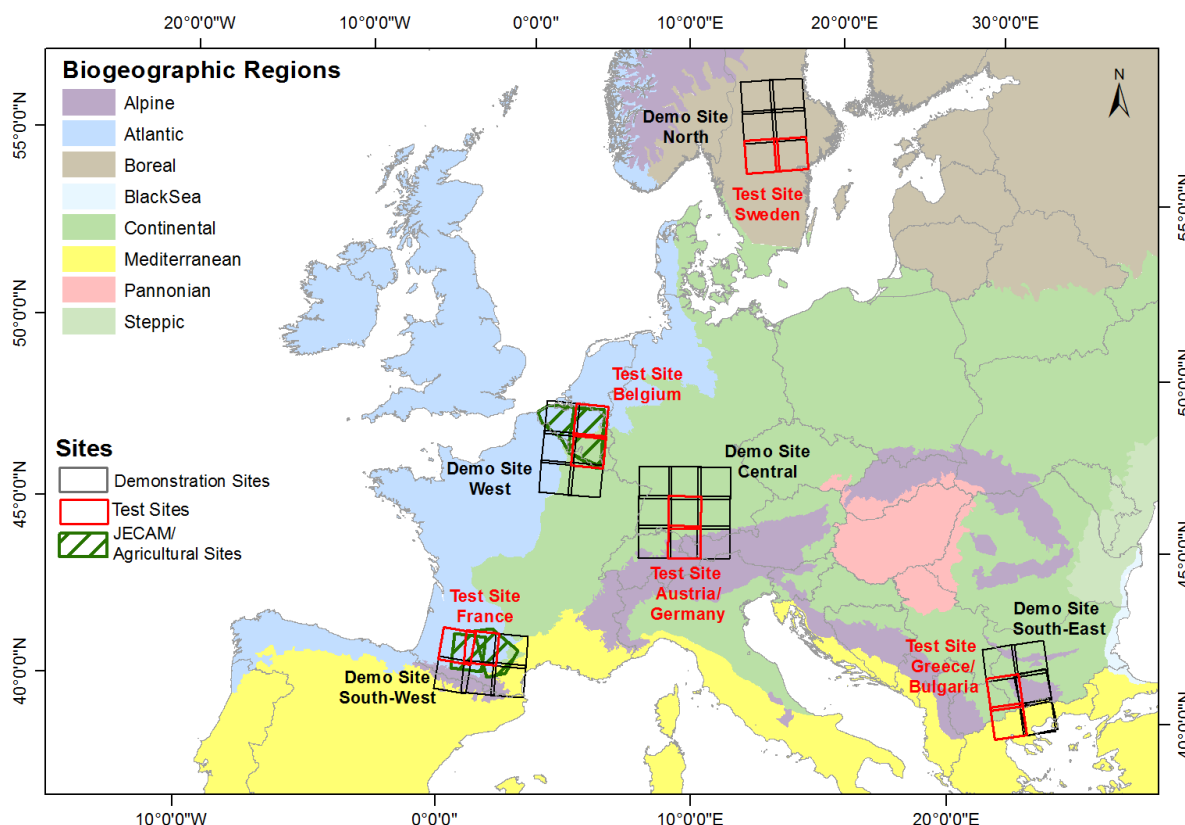 20°0'0"W
10°0'0"W
0°0'0"E
10°0'0"E
20°0'0"E
30°0'0"E
Biogeographic Regions
Alpine
Atlantic
Boreal
BlackSea
Continental
Mediterranean
Pannonian
Steppic
Sites
Demonstration Sites
Test Sites
JECAM/
Agricultural Sites
N
Demo Site
North
Test Site
Sweden
Test Site
Belgium
Demo Site
West
Demo Site
Central
Test Site
Austria/
Germany
Test Site
France
Demo Site
South-West
Demo Site
South-East
Test Site
Greece/
Bulgaria
55°0'0"N
50°0'0"N
45°0'0"N
40°0'0"N
55°0'0"N
50°0'0"N
45°0'0"N
40°0'0"N
10°0'0"W
0°0'0"E
10°0'0"E
20°0'0"E